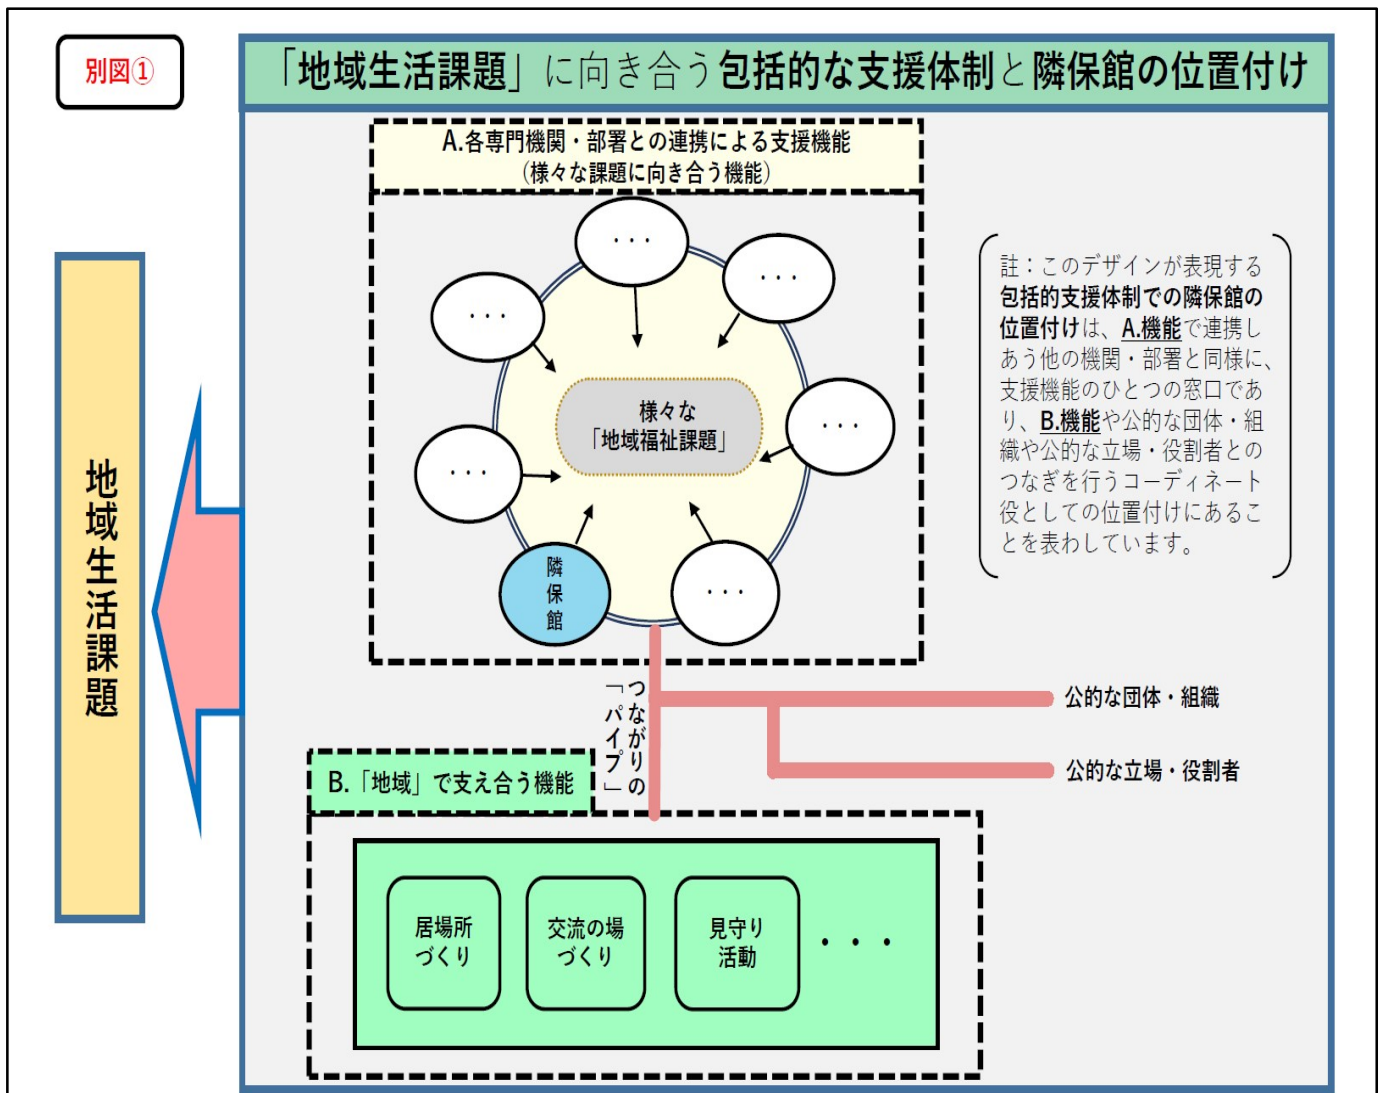 別図①
「地域生活課題」に向き合う包括的な支援体制と隣保館の位置付け
A.各専門機関・部署との連携による支援機能
（様々な課題に向き合う機能）
・・・
・・・
・・・
・・・
・・・
・・・
隣保館
様々な
「地域福祉課題」
註：このデザインが表現する
包括的支援体制での隣保館の
位置付けは、A.機能で連携し
あう他の機関・部署と同様に、
支援機能のひとつの窓口であ
り、B.機能や公的な団体・組
織や公的な立場・役割者との
つなぎを行うコーディネート
役としての位置付けにあるこ
とを表わしています。
地域生活課題
つながりの
「パイプ」
公的な団体・組織
公的な立場・役割者
B.「地域」で支え合う機能
居場所
づくり
交流の場
づくり
見守り
活動
・・・